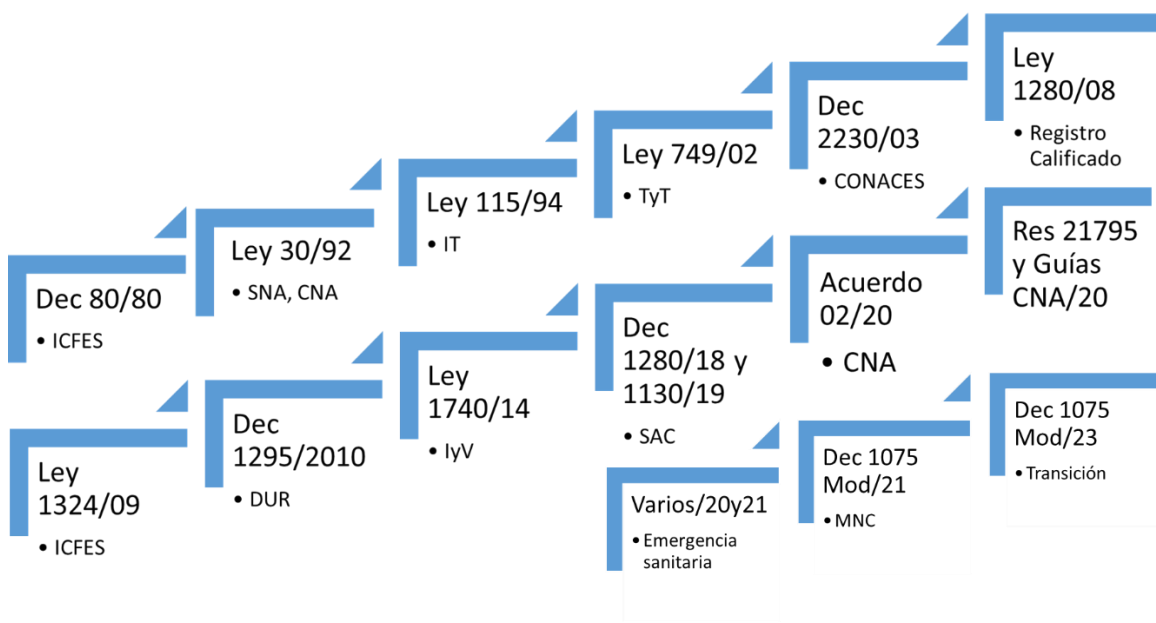 Dec 80/80
• ICFES
Ley 30/92
• SNA, CNA
Ley 115/94
• IT
Ley 749/02
• TyT
Dec
2230/03
• CONACES
Ley
1280/08
• Registro
Calificado
Ley
1324/09
• ICFES
Dec
1295/2010
• DUR
Ley
1740/14
• IyV
Dec
1280/18 y
1130/19
• SAC
Acuerdo
02/20
• CNA
Res 21795
y Guías
CNA/20
Varios/20y21
• Emergencia
sanitaria
Dec 1075
Mod/21
• MNC
Dec 1075
Mod/23
• Transición